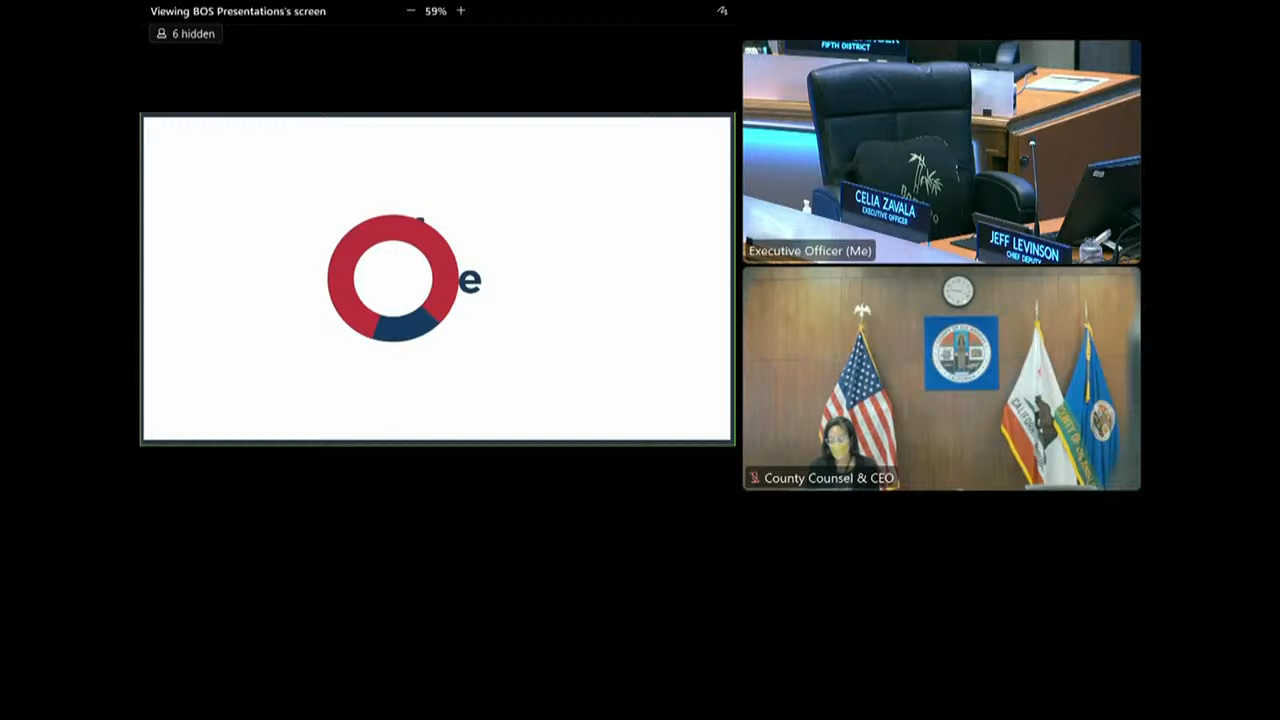 Viewing BOS Presentations's screen
59%
6 hidden
e
FIFTH DISTRICT
CELIA ZAVALA
EXECUTIVE OFFICER
JEFF LEVINSON
CHIEF DEPUTY
Executive Officer (Me)
County Counsel & CEO